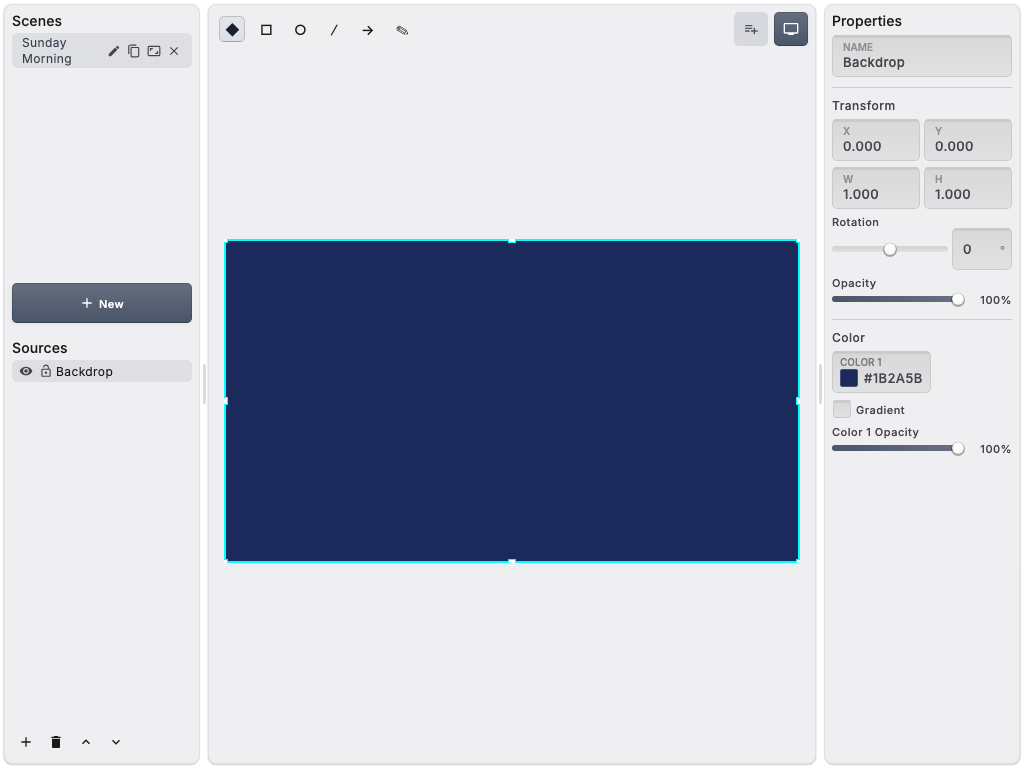 Scenes
Sunday
Morning
New
Sources
Backdrop
Properties
NAME
Backdrop
Transform
X
0.000
Y
0.000
W
1.000
H
1.000
Rotation
0 °
Opacity
100%
Color
COLOR 1
#1B2A5B
Gradient
Color 1 Opacity
100%